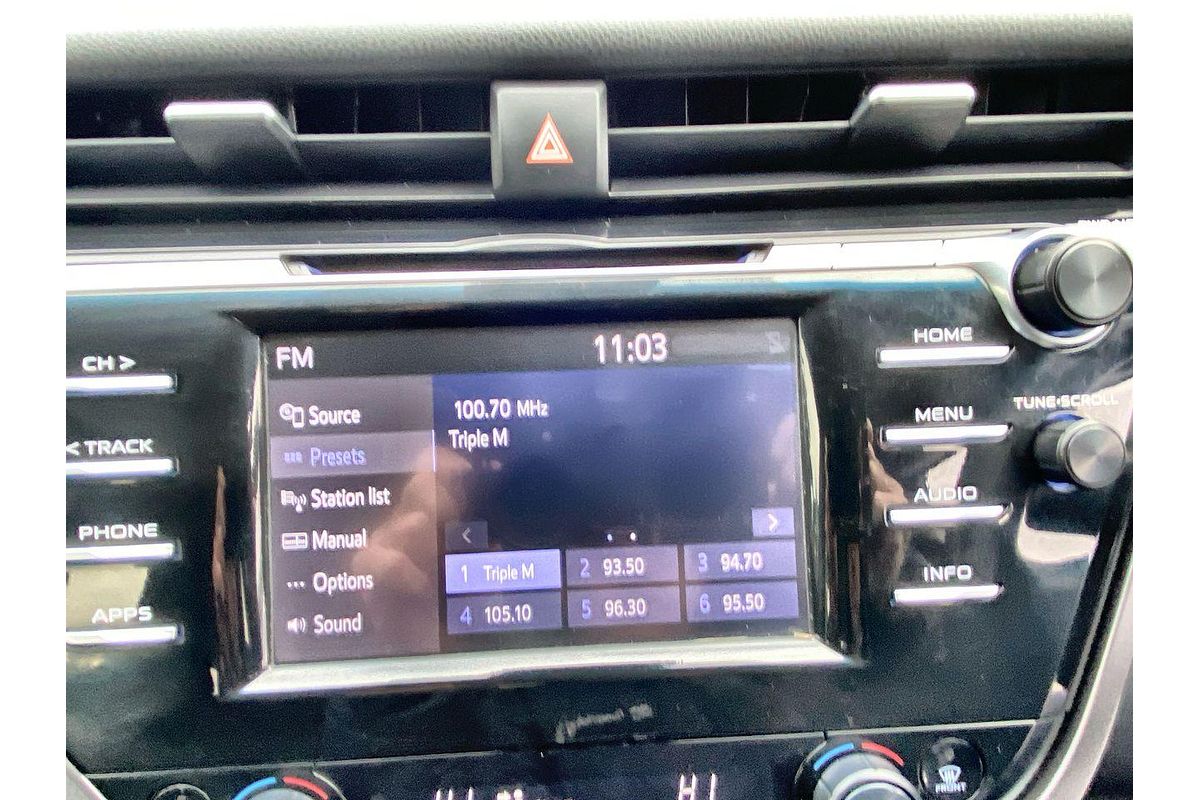 FM 11:03
CH >
< TRACK
PHONE
APPS
Source
Presets
Station list
Manual
Options
Sound
100.70 MHz
Triple M
1 Triple M 2 93.50 3 94.70
4 105.10 5 96.30 6 95.50
HOME
MENU
AUDIO
INFO
TUNE•SCROLL
HI
FRONT